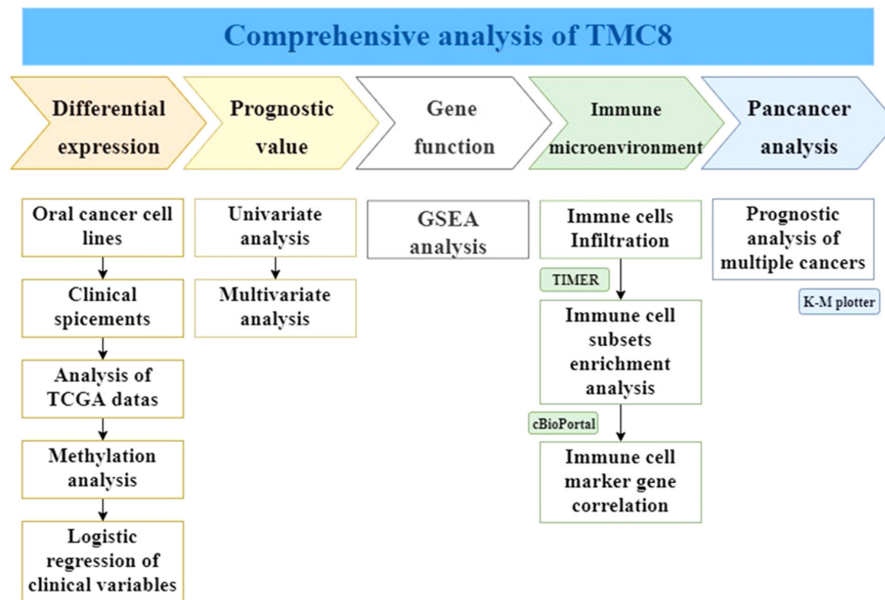 Comprehensive analysis of TMC8
Differential
expression
Prognostic
value
Gene
function
Immune
microenvironment
Pancancer
analysis
Oral cancer cell
lines
Clinical
spicements
Analysis of
TCGA datas
Methylation
analysis
Logistic
regression of
clinical variables
Univariate
analysis
Multivariate
analysis
GSEA
analysis
Immne cells
Infiltration
TIMER
Immune cell
subsets
enrichment
analysis
cBioPortal
Immune cell
marker gene
correlation
Prognostic
analysis of
multiple cancers
K-M plotter